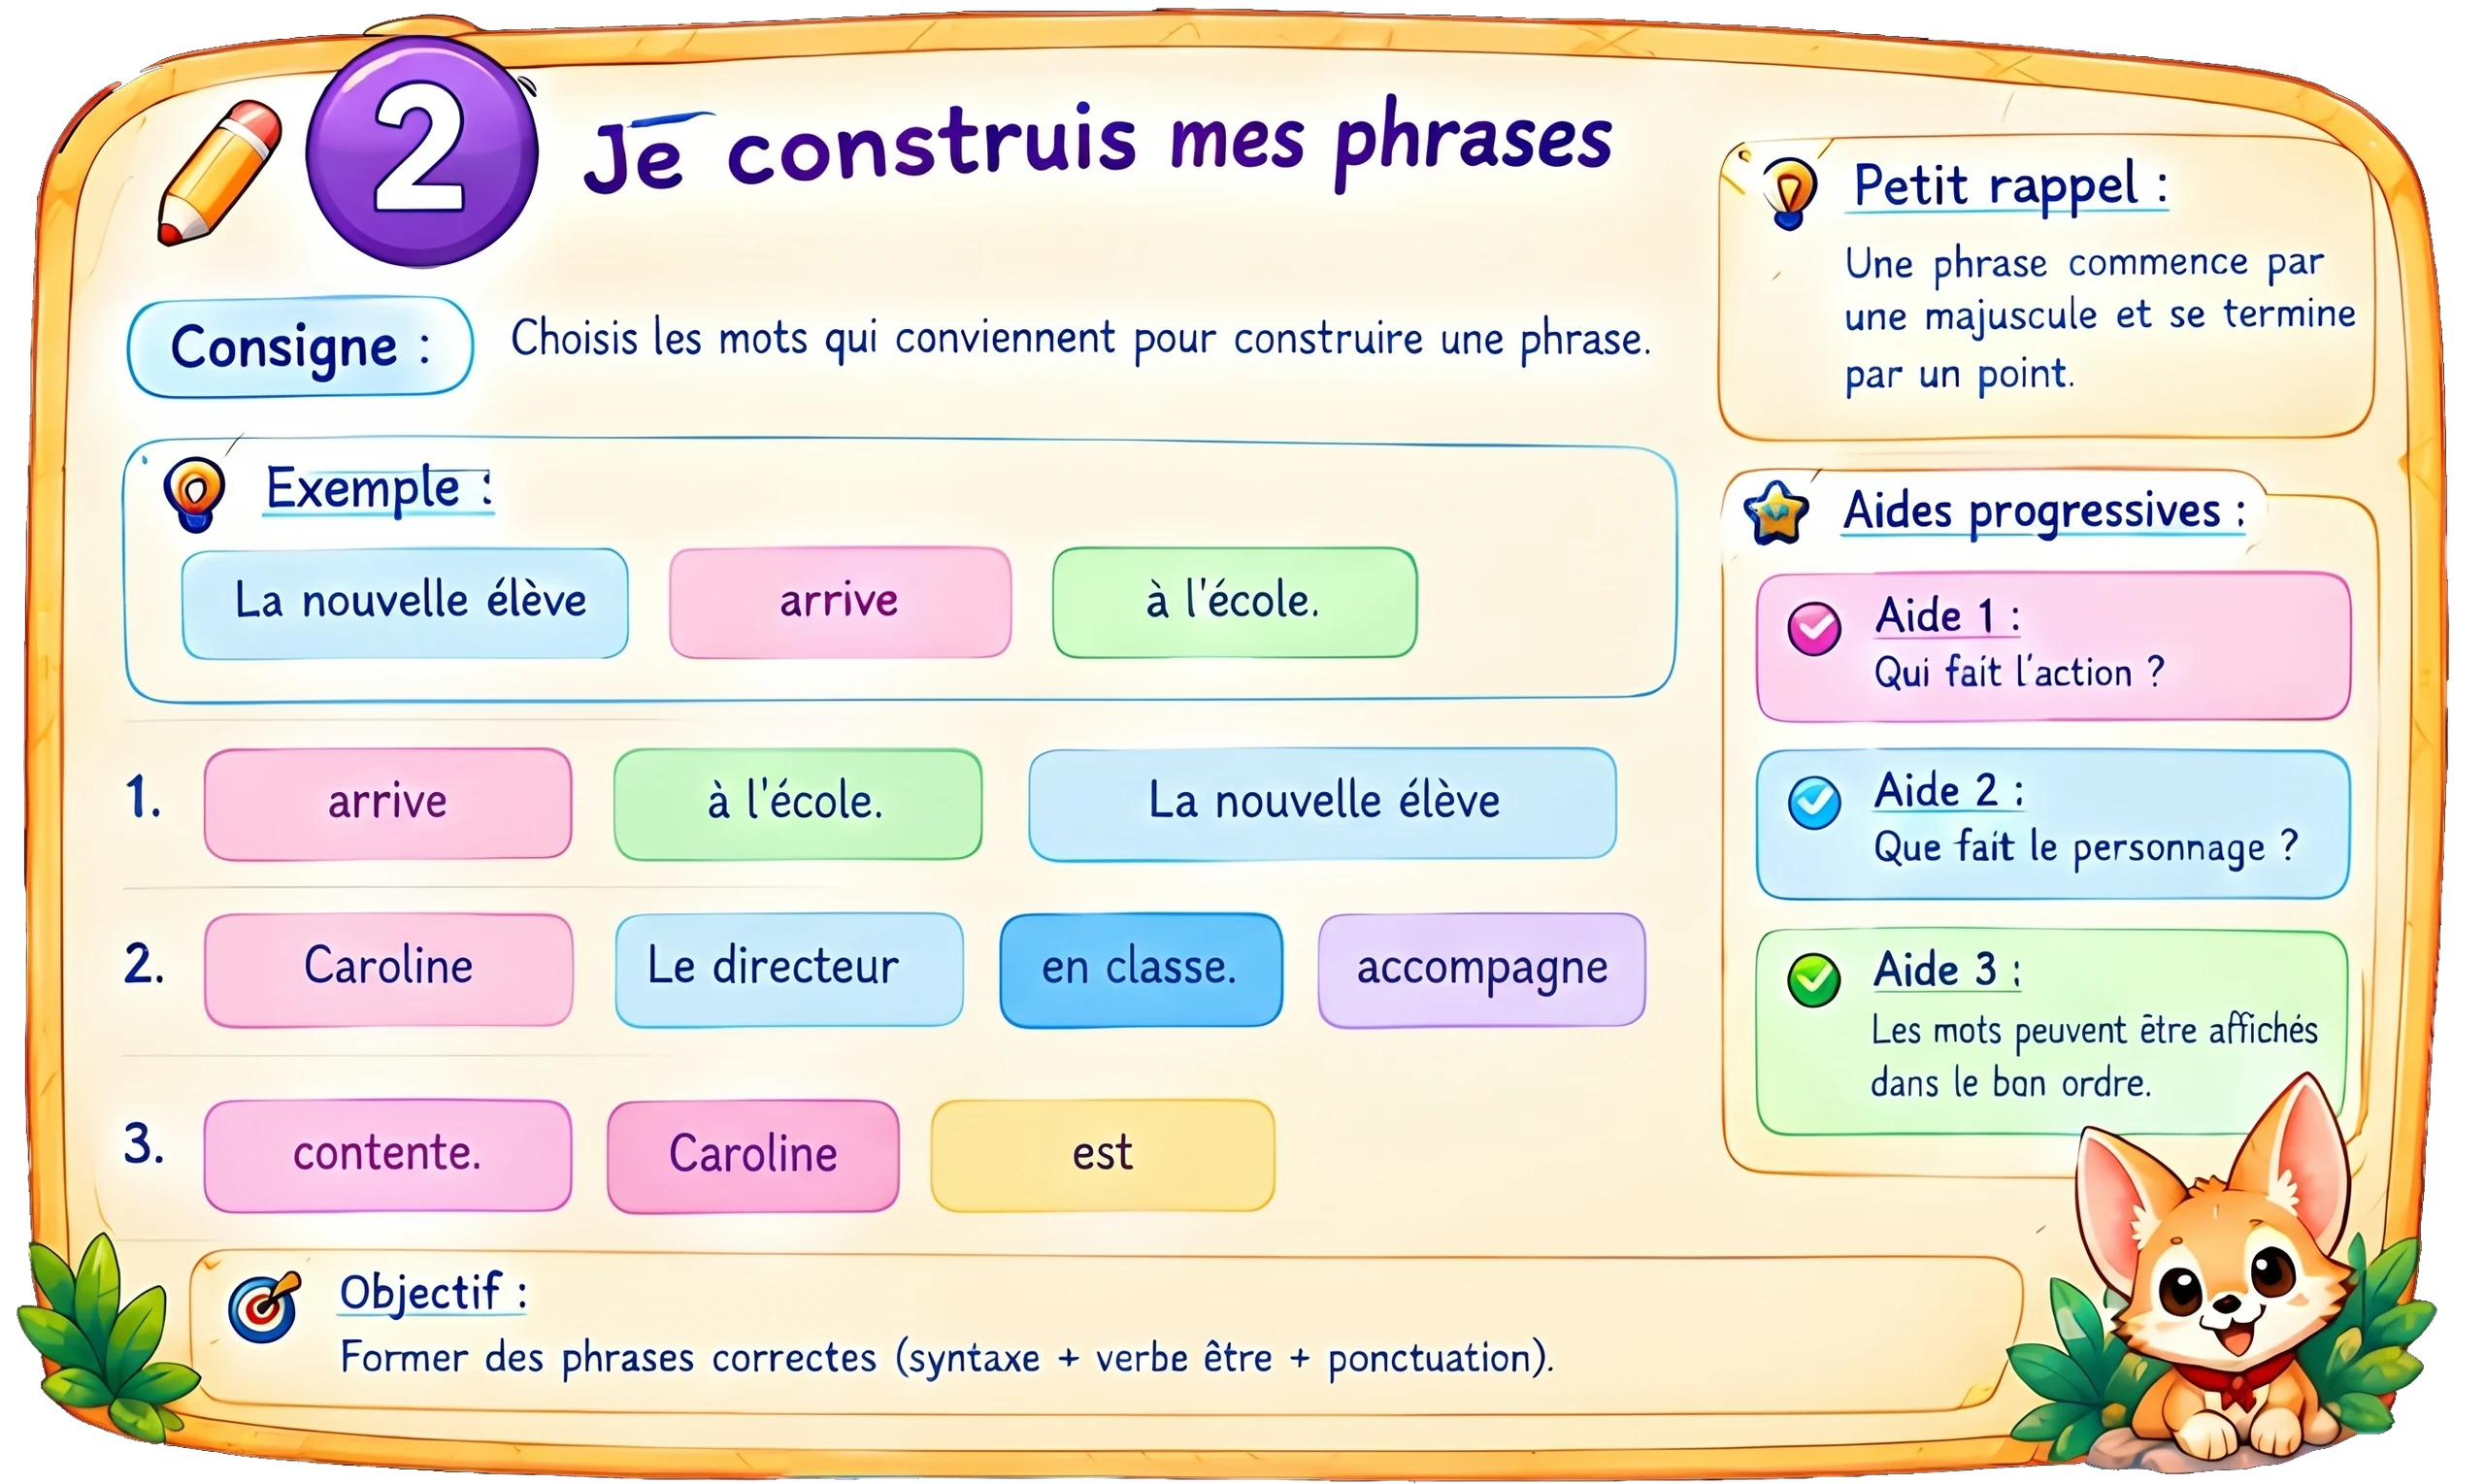 2
Je construis mes phrases
Consigne :
Choisis les mots qui conviennent pour construire une phrase.
Exemple :
La nouvelle élève
arrive
à l'école.
1.
arrive
à l'école.
La nouvelle élève
2.
Caroline
Le directeur
en classe.
accompagne
3.
contente.
Caroline
est
Objectif :
Former des phrases correctes (syntaxe + verbe être + ponctuation).
Petit rappel :
Une phrase commence par
une majuscule et se termine
par un point.
Aides progressives :
Aide 1 :
Qui fait l'action ?
Aide 2 :
Que fait le personnage ?
Aide 3 :
Les mots peuvent être affichés
dans le bon ordre.